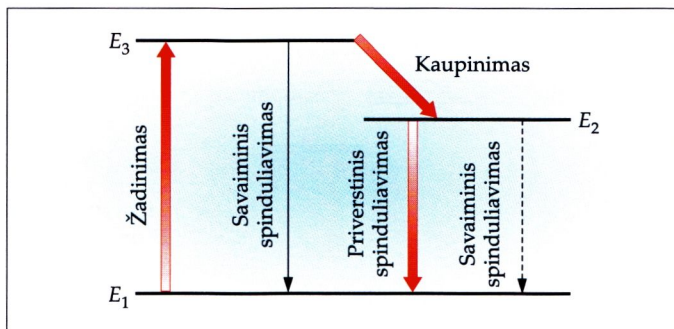 E3
Kaupinimas
E2
Žadinimas
Savaiminis
spinduliavimas
Priverstinis
spinduliavimas
Savaiminis
spinduliavimas
E1